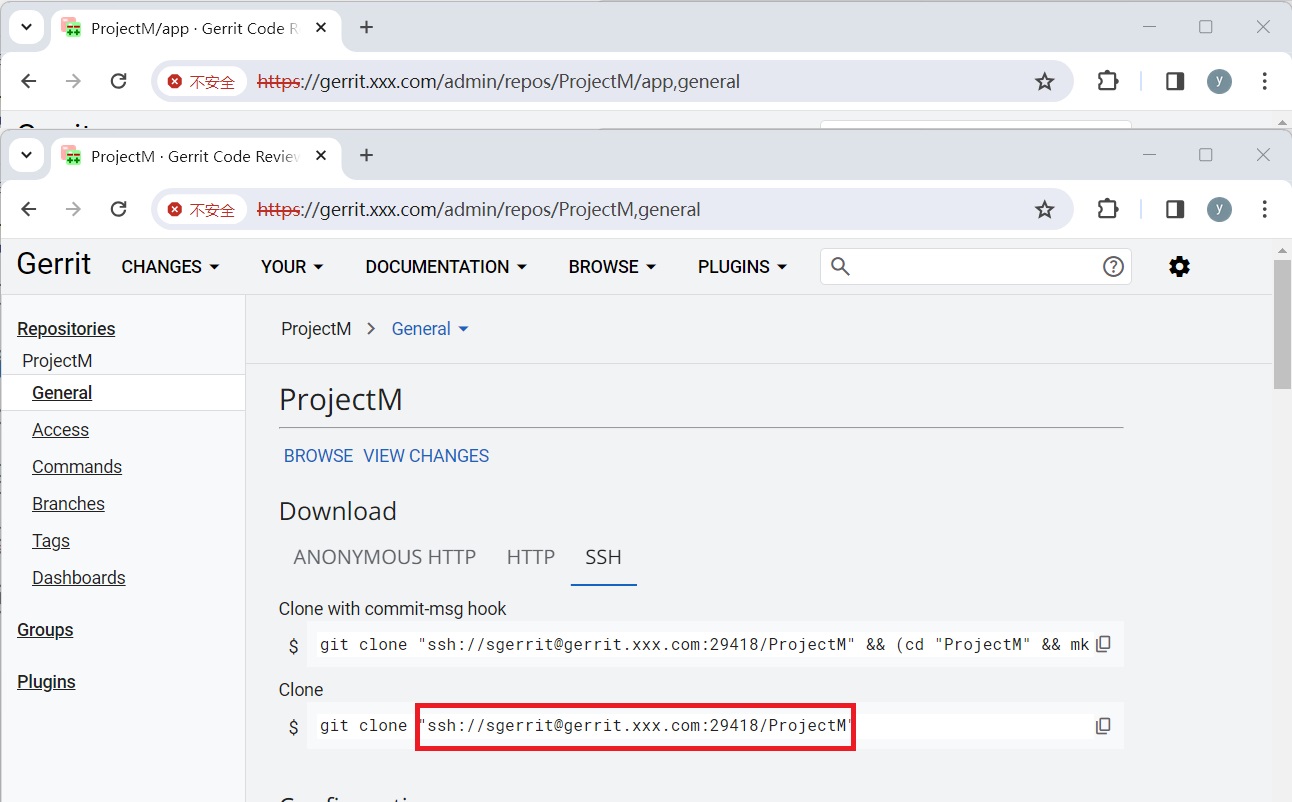 ProjectM/app · Gerrit Code R
不安全 https://gerrit.xxx.com/admin/repos/ProjectM/app,general y
ProjectM · Gerrit Code Review
不安全 https://gerrit.xxx.com/admin/repos/ProjectM,general y
Gerrit CHANGES YOUR DOCUMENTATION BROWSE PLUGINS
Repositories
ProjectM
General
Access
Commands
Branches
Tags
Dashboards
Groups
Plugins
ProjectM > General
ProjectM
BROWSE VIEW CHANGES
Download
ANONYMOUS HTTP HTTP SSH
Clone with commit-msg hook
$ git clone "ssh://sgerrit@gerrit.xxx.com:29418/ProjectM" && (cd "ProjectM" && mk
Clone
$ git clone "ssh://sgerrit@gerrit.xxx.com:29418/ProjectM"